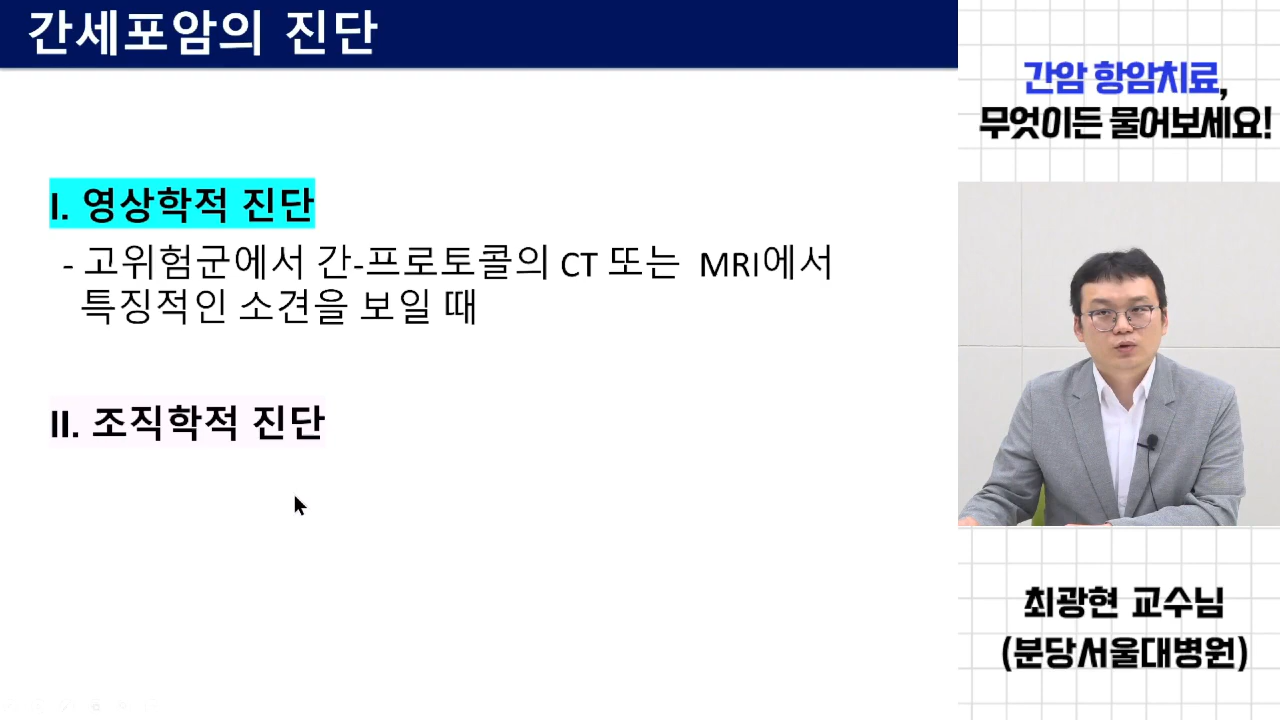 간세포암의 진단
I. 영상학적 진단
- 고위험군에서 간-프로토콜의 CT 또는 MRI에서
특징적인 소견을 보일 때
II. 조직학적 진단
간암 항암치료,
무엇이든 물어보세요!
최광현 교수님
(분당서울대병원)